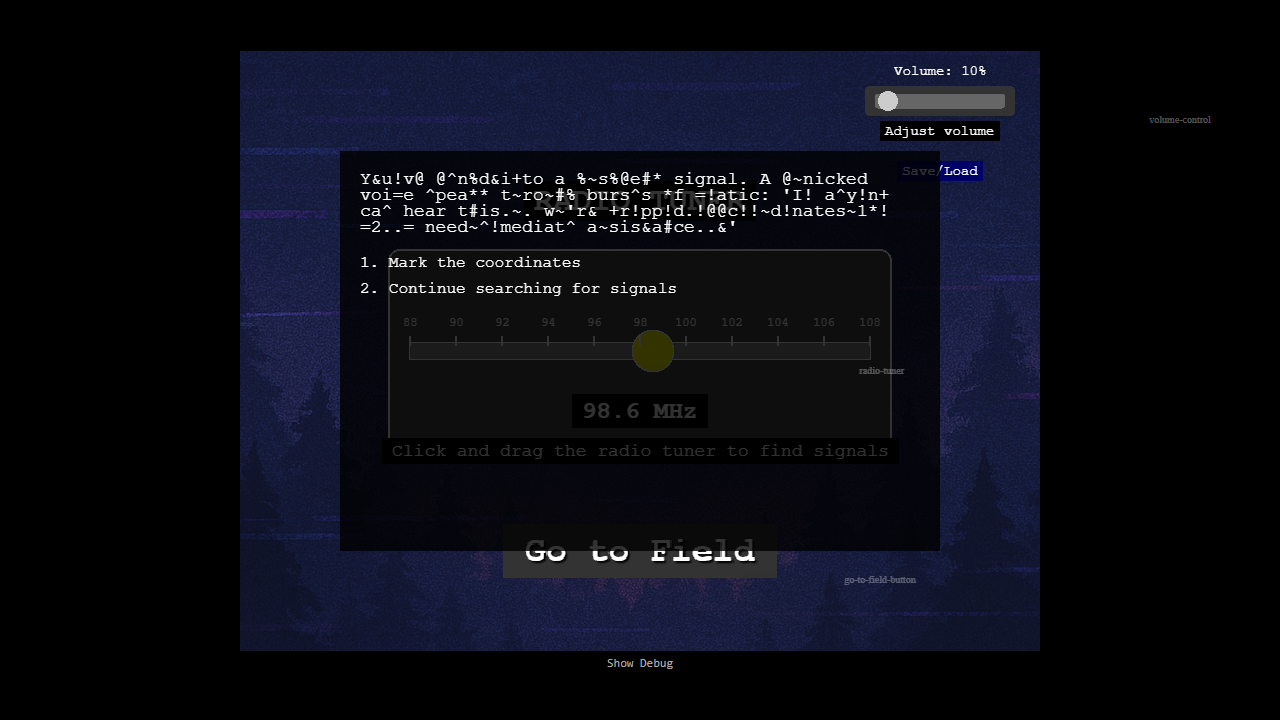 Volume: 10%
Adjust volume
volume-control
Save/Load
Y&u!v@ @^n%d&i+to a %~s%@e#* signal. A @~nicked
voi=e ^pea** t~ro~#% burs^s *f =!atic: 'I! a^y!n+
ca^ hear t#is.~. w~'r& +r!pp!d.!@@c!!~d!nates~1*!
=2..= need~^!mediat^ a~sis&a#ce..&'
RADIO TUNER
1. Mark the coordinates
2. Continue searching for signals
88 90 92 94 96 98 100 102 104 106 108
radio-tuner
98.6 MHz
Click and drag the radio tuner to find signals
Go to Field
go-to-field-button
Show Debug